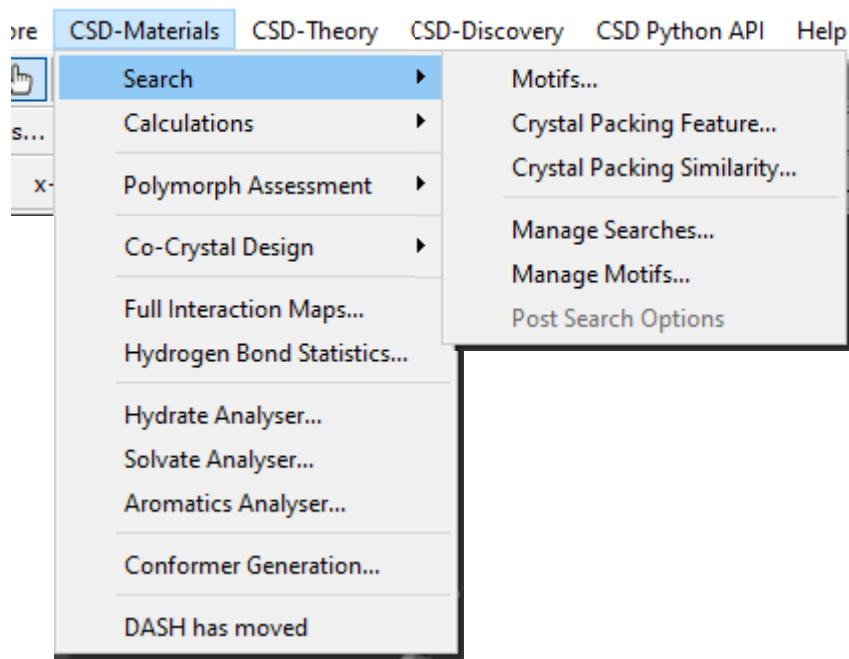 CSD-Materials CSD-Theory CSD-Discovery CSD Python API Help
Search
Calculations
Polymorph Assessment
Co-Crystal Design
Full Interaction Maps...
Hydrogen Bond Statistics...
Hydrate Analyser...
Solvate Analyser...
Aromatics Analyser...
Conformer Generation...
DASH has moved
Motifs...
Crystal Packing Feature...
Crystal Packing Similarity...
Manage Searches...
Manage Motifs...
Post Search Options